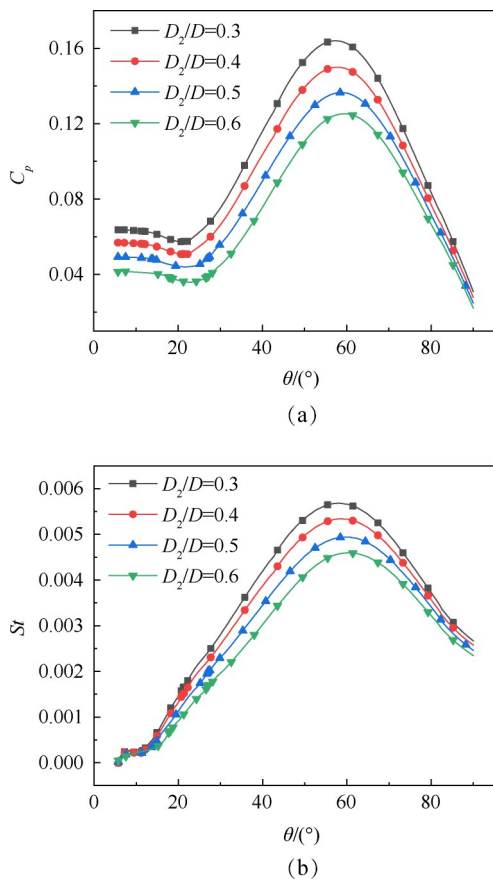 D₂/D=0.3
D₂/D=0.4
D₂/D=0.5
D₂/D=0.6
0.16
0.12
0.08
0.04
Cₚ
0 20 40 60 80
θ/(°)
(a)
D₂/D=0.3
D₂/D=0.4
D₂/D=0.5
D₂/D=0.6
0.006
0.005
0.004
0.003
0.002
0.001
0.000
St
0 20 40 60 80
θ/(°)
(b)